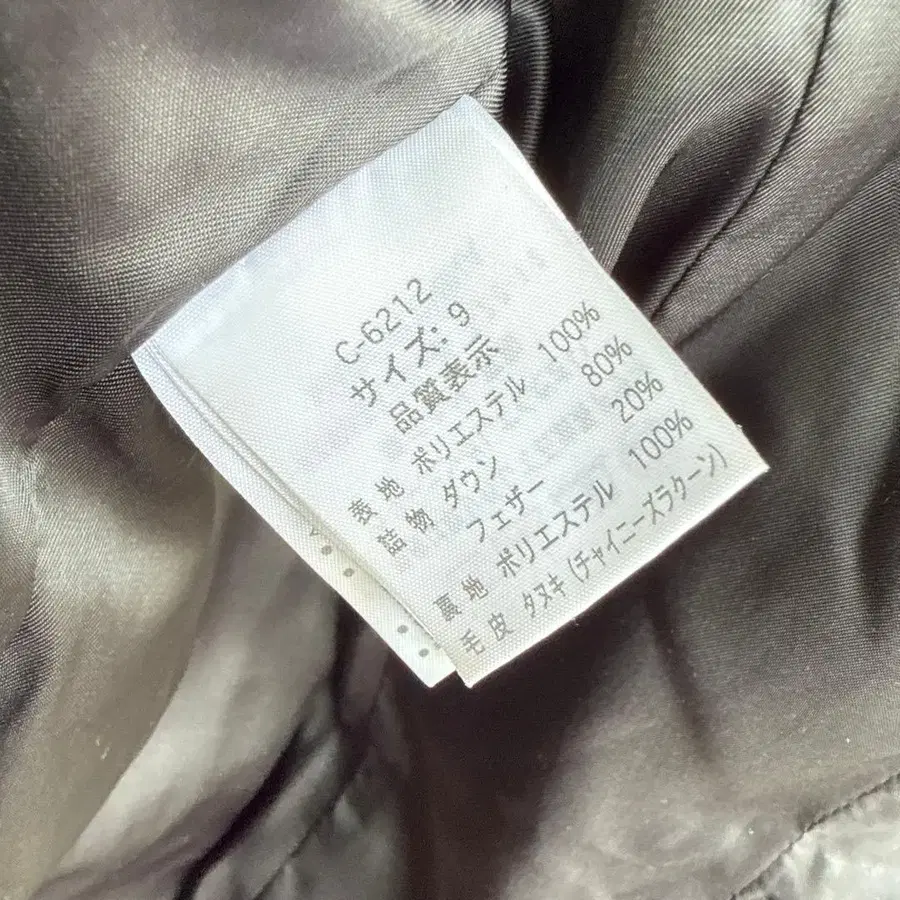 C-6212
サイズ: 9
品質表示
表地 ポリエステル 100%
詰物 ダウン 80%
フェザー 20%
裏地 ポリエステル 100%
毛皮 タヌキ(チャイニーズラクーン)